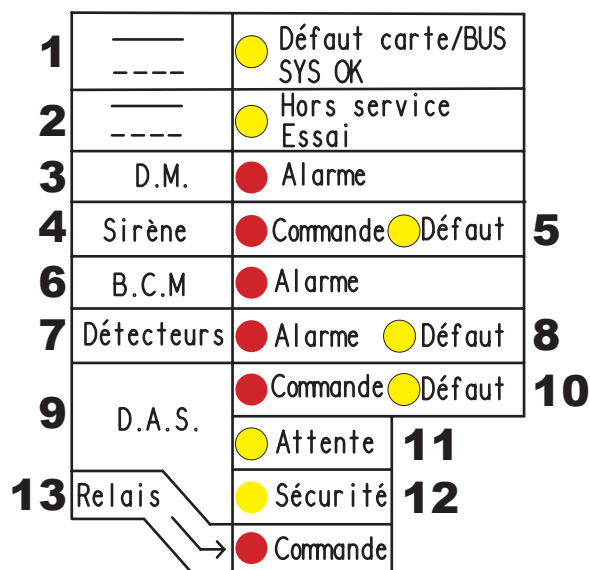 1 Défaut carte/BUS
SYS OK
2 Hors service
Essai
3 D.M. Alarme
4 Sirène Commande Défaut 5
6 B.C.M Alarme
7 Détecteurs Alarme Défaut 8
9 D.A.S. Commande Défaut 10
Attente 11
13 Relais Sécurité 12
Commande